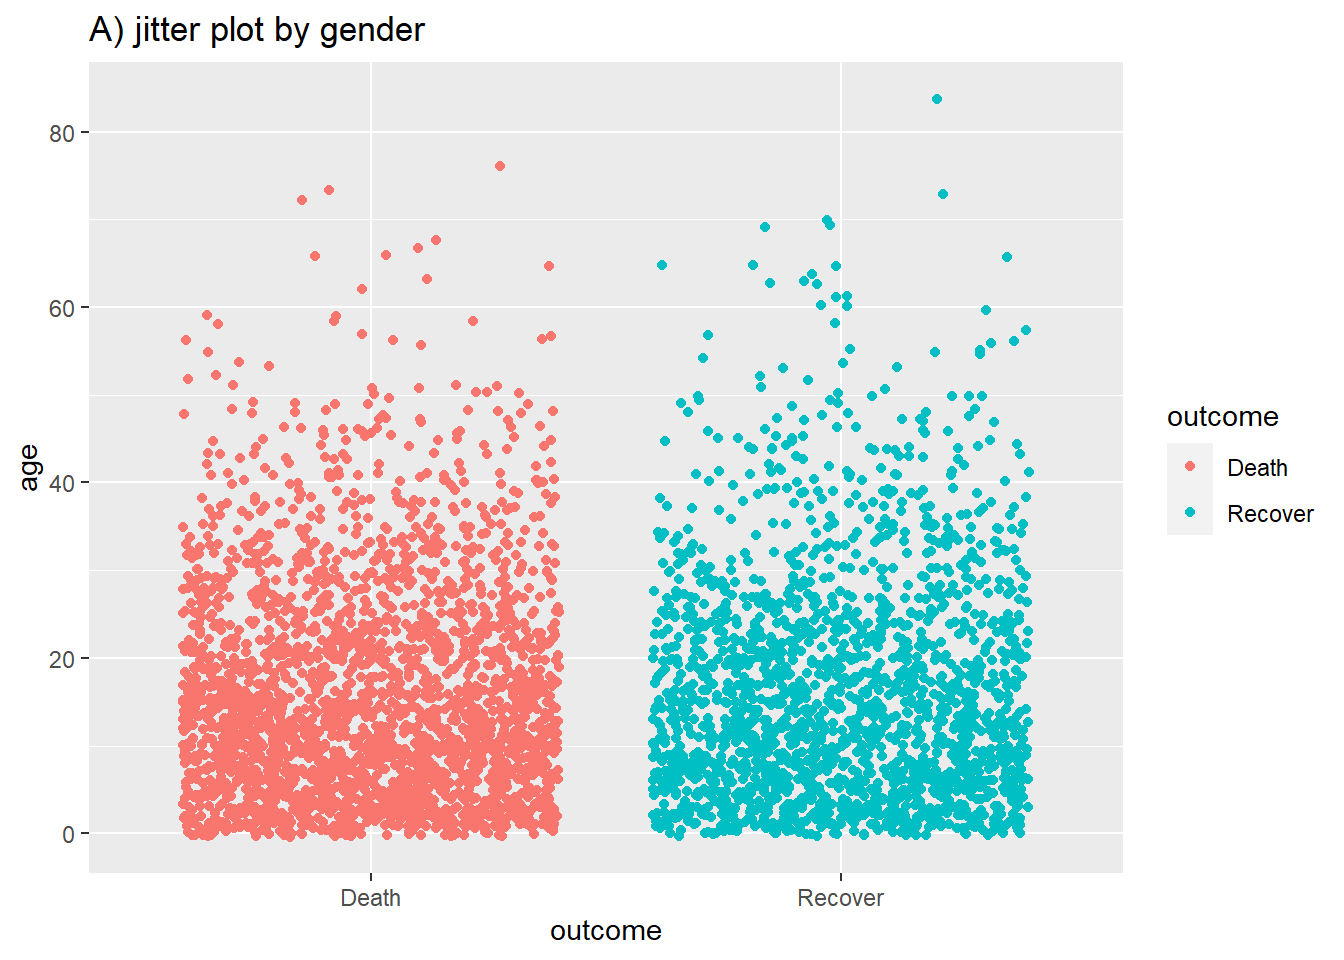 A) jitter plot by gender
age
80
60
40
20
0
Death
Recover
outcome
outcome
Death
Recover